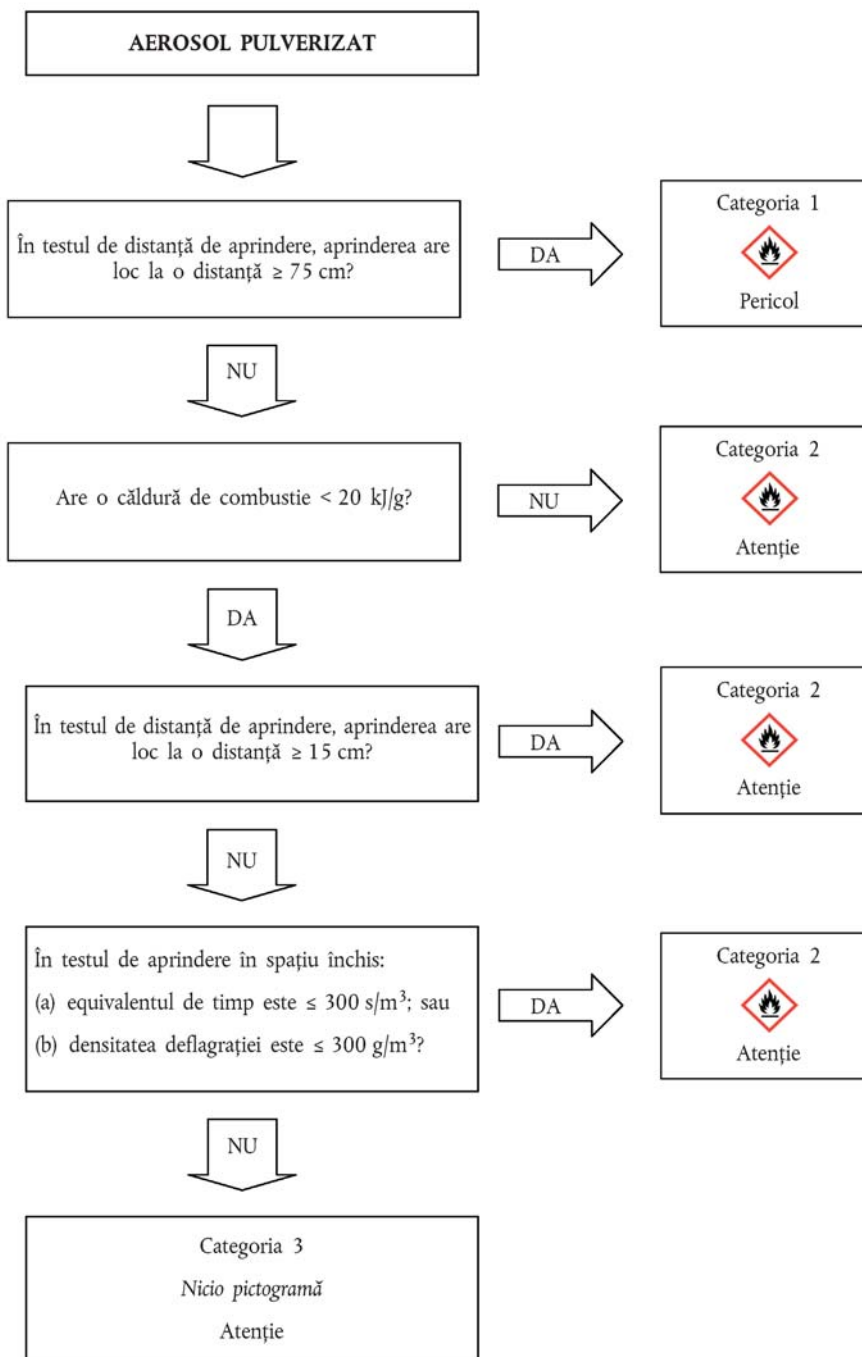 AEROSOL PULVERIZAT
În testul de distanță de aprindere, aprinderea are
loc la o distanță ≥ 75 cm?
DA
Categoria 1
Pericol
NU
Are o căldură de combustie < 20 kJ/g?
NU
Categoria 2
Atenție
DA
În testul de distanță de aprindere, aprinderea are
loc la o distanță ≥ 15 cm?
DA
Categoria 2
Atenție
NU
În testul de aprindere în spațiu închis:
(a) equivalentul de timp este ≤ 300 s/m³; sau
(b) densitatea deflagrației este ≤ 300 g/m³?
DA
Categoria 2
Atenție
NU
Categoria 3
Nicio pictogramă
Atenție